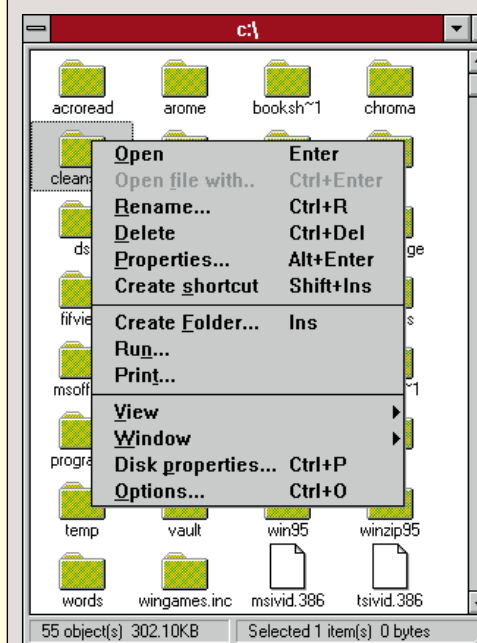 c:\
acroread arome booksh~1 chroma
Open Enter
Open file with.. Ctrl+Enter
Rename... Ctrl+R
Delete Ctrl+Del
Properties... Alt+Enter
Create shortcut Shift+Ins
Create Folder... Ins
Run...
Print...
View
Window
Disk properties... Ctrl+P
Options... Ctrl+O
temp vault win95 winzip95
words wingames.inc msivid.386 tsivid.386
55 object(s) 302.10KB Selected 1 item(s) 0 bytes